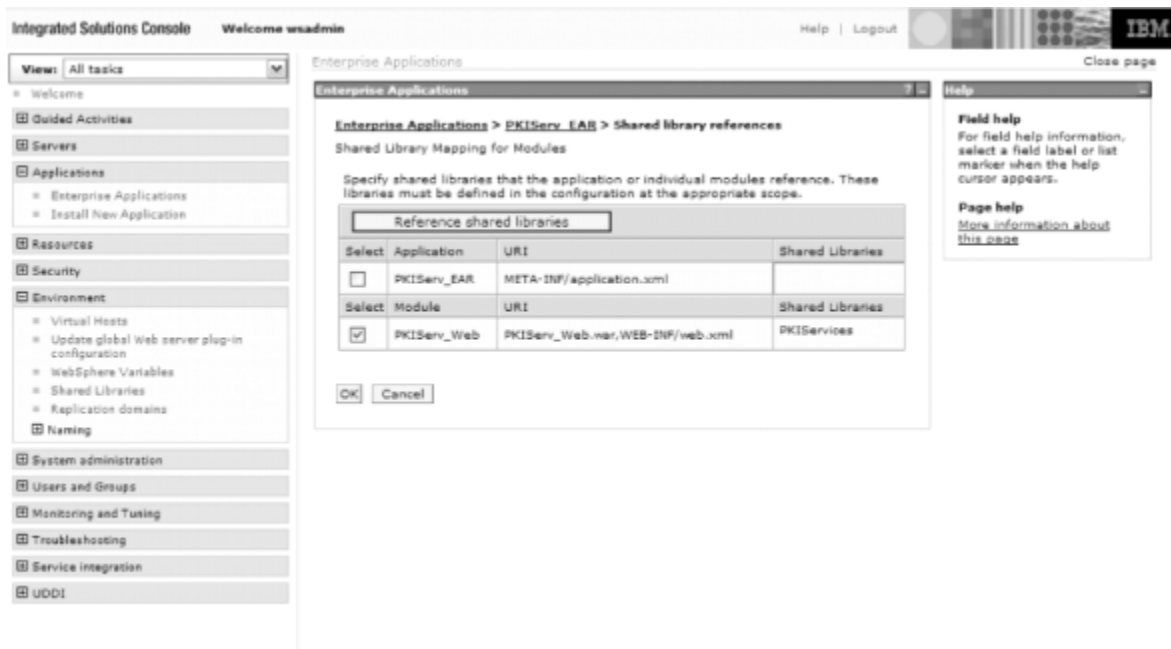 Integrated Solutions Console Welcome wsadmin Help | Logout IBM
View: All tasks
Welcome
Guided Activities
Servers
Applications
Enterprise Applications
Install New Application
Resources
Security
Environment
Virtual Hosts
Update global Web server plug-in
configuration
WebSphere Variables
Shared Libraries
Replication domains
Naming
System administration
Users and Groups
Monitoring and Tuning
Troubleshooting
Service integration
UDDI
Enterprise Applications Close page
Enterprise Applications ? -
Enterprise Applications > PKIServ_EAR > Shared library references
Shared Library Mapping for Modules
Specify shared libraries that the application or individual modules reference. These
libraries must be defined in the configuration at the appropriate scope.
Reference shared libraries
Select Application URI Shared Libraries
PKIServ_EAR META-INF/application.xml
Select Module URI Shared Libraries
PKIServ_Web PKIServ_Web.war,WEB-INF/web.xml PKIServices
OK Cancel
Help -
Field help
For field help information,
select a field label or list
marker when the help
cursor appears.
Page help
More information about
this page